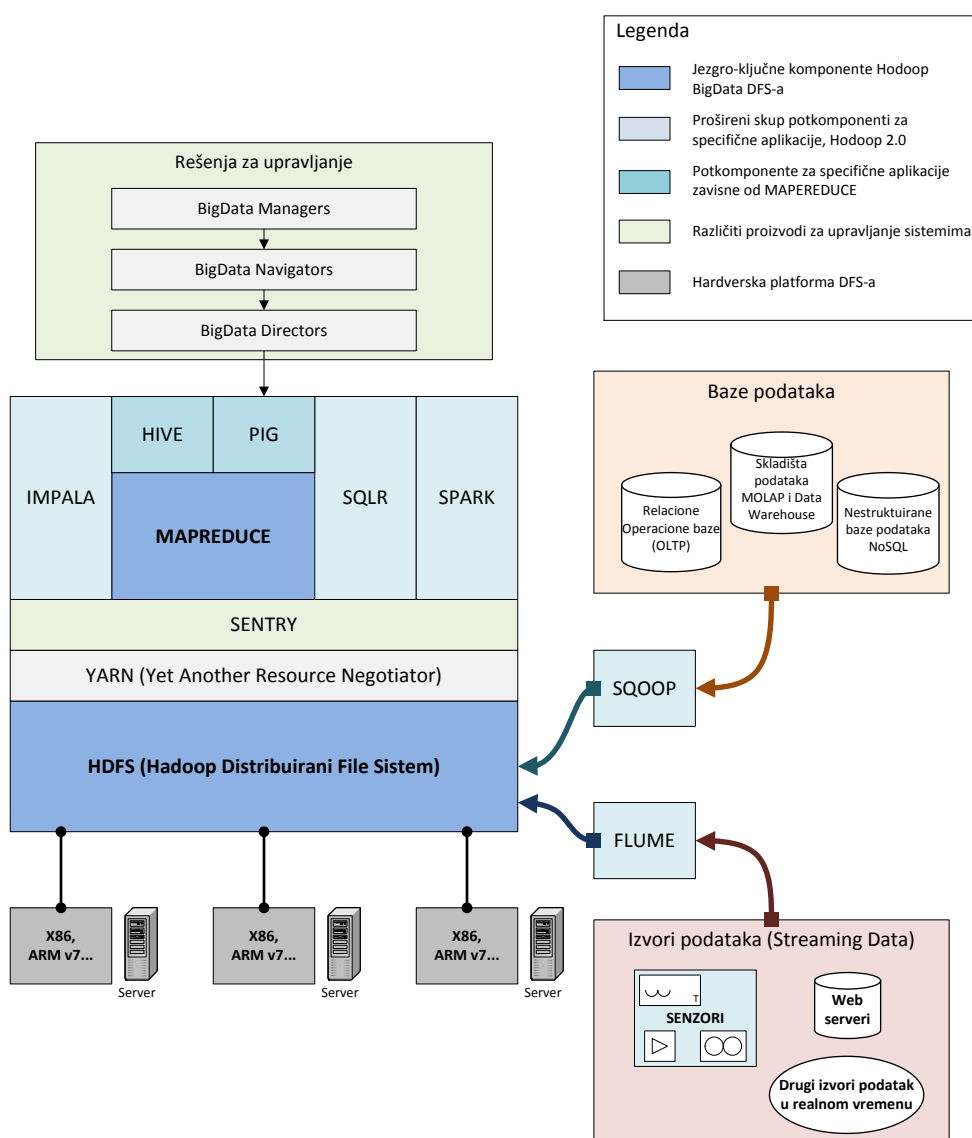 Legenda
Jezgro-ključne komponente Hodoop
BigData DFS-a
Prošireni skup potkomponenti za
specifične aplikacije, Hodoop 2.0
Potkomponente za specifične aplikacije
zavisne od MAPEREDUCE
Različiti proizvodi za upravljanje sistemima
Hardverska platforma DFS-a
Rešenja za upravljanje
BigData Managers
BigData Navigators
BigData Directors
IMPALA
HIVE
PIG
MAPREDUCE
SQLR
SPARK
SENTRY
YARN (Yet Another Resource Negotiator)
HDFS (Hadoop Distribuirani File Sistem)
X86,
ARM v7...
Server
X86,
ARM v7...
Server
X86,
ARM v7...
Server
Baze podataka
Relacione
Operacione baze
(OLTP)
Skladišta
podataka
MOLAP i Data
Warehouse
Nestruktuirane
baze podataka
NoSQL
SQOOP
FLUME
Izvori podataka (Streaming Data)
T
SENZORI
Web
serveri
Drugi izvori podatak
u realnom vremenu